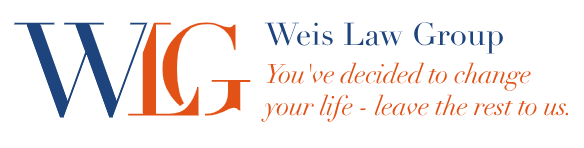 WLG
Weis Law Group
You've decided to change
your life - leave the rest to us.